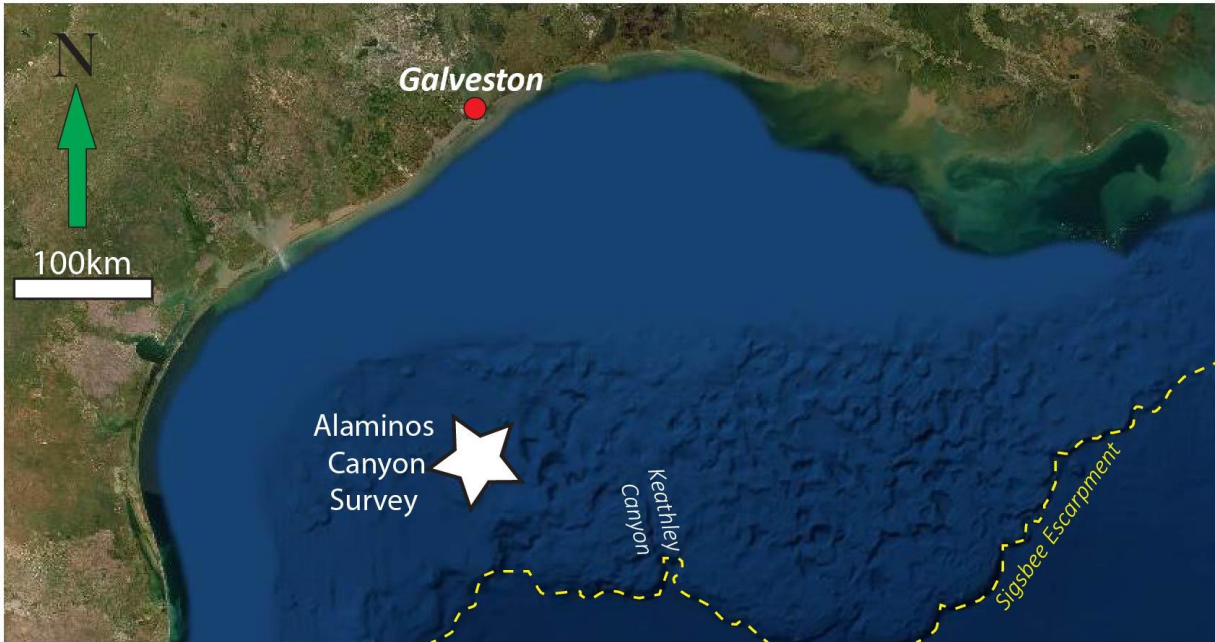 N
Galveston
100km
Alaminos
Canyon
Survey
Keathley
Canyon
Sigsbee Escarpment